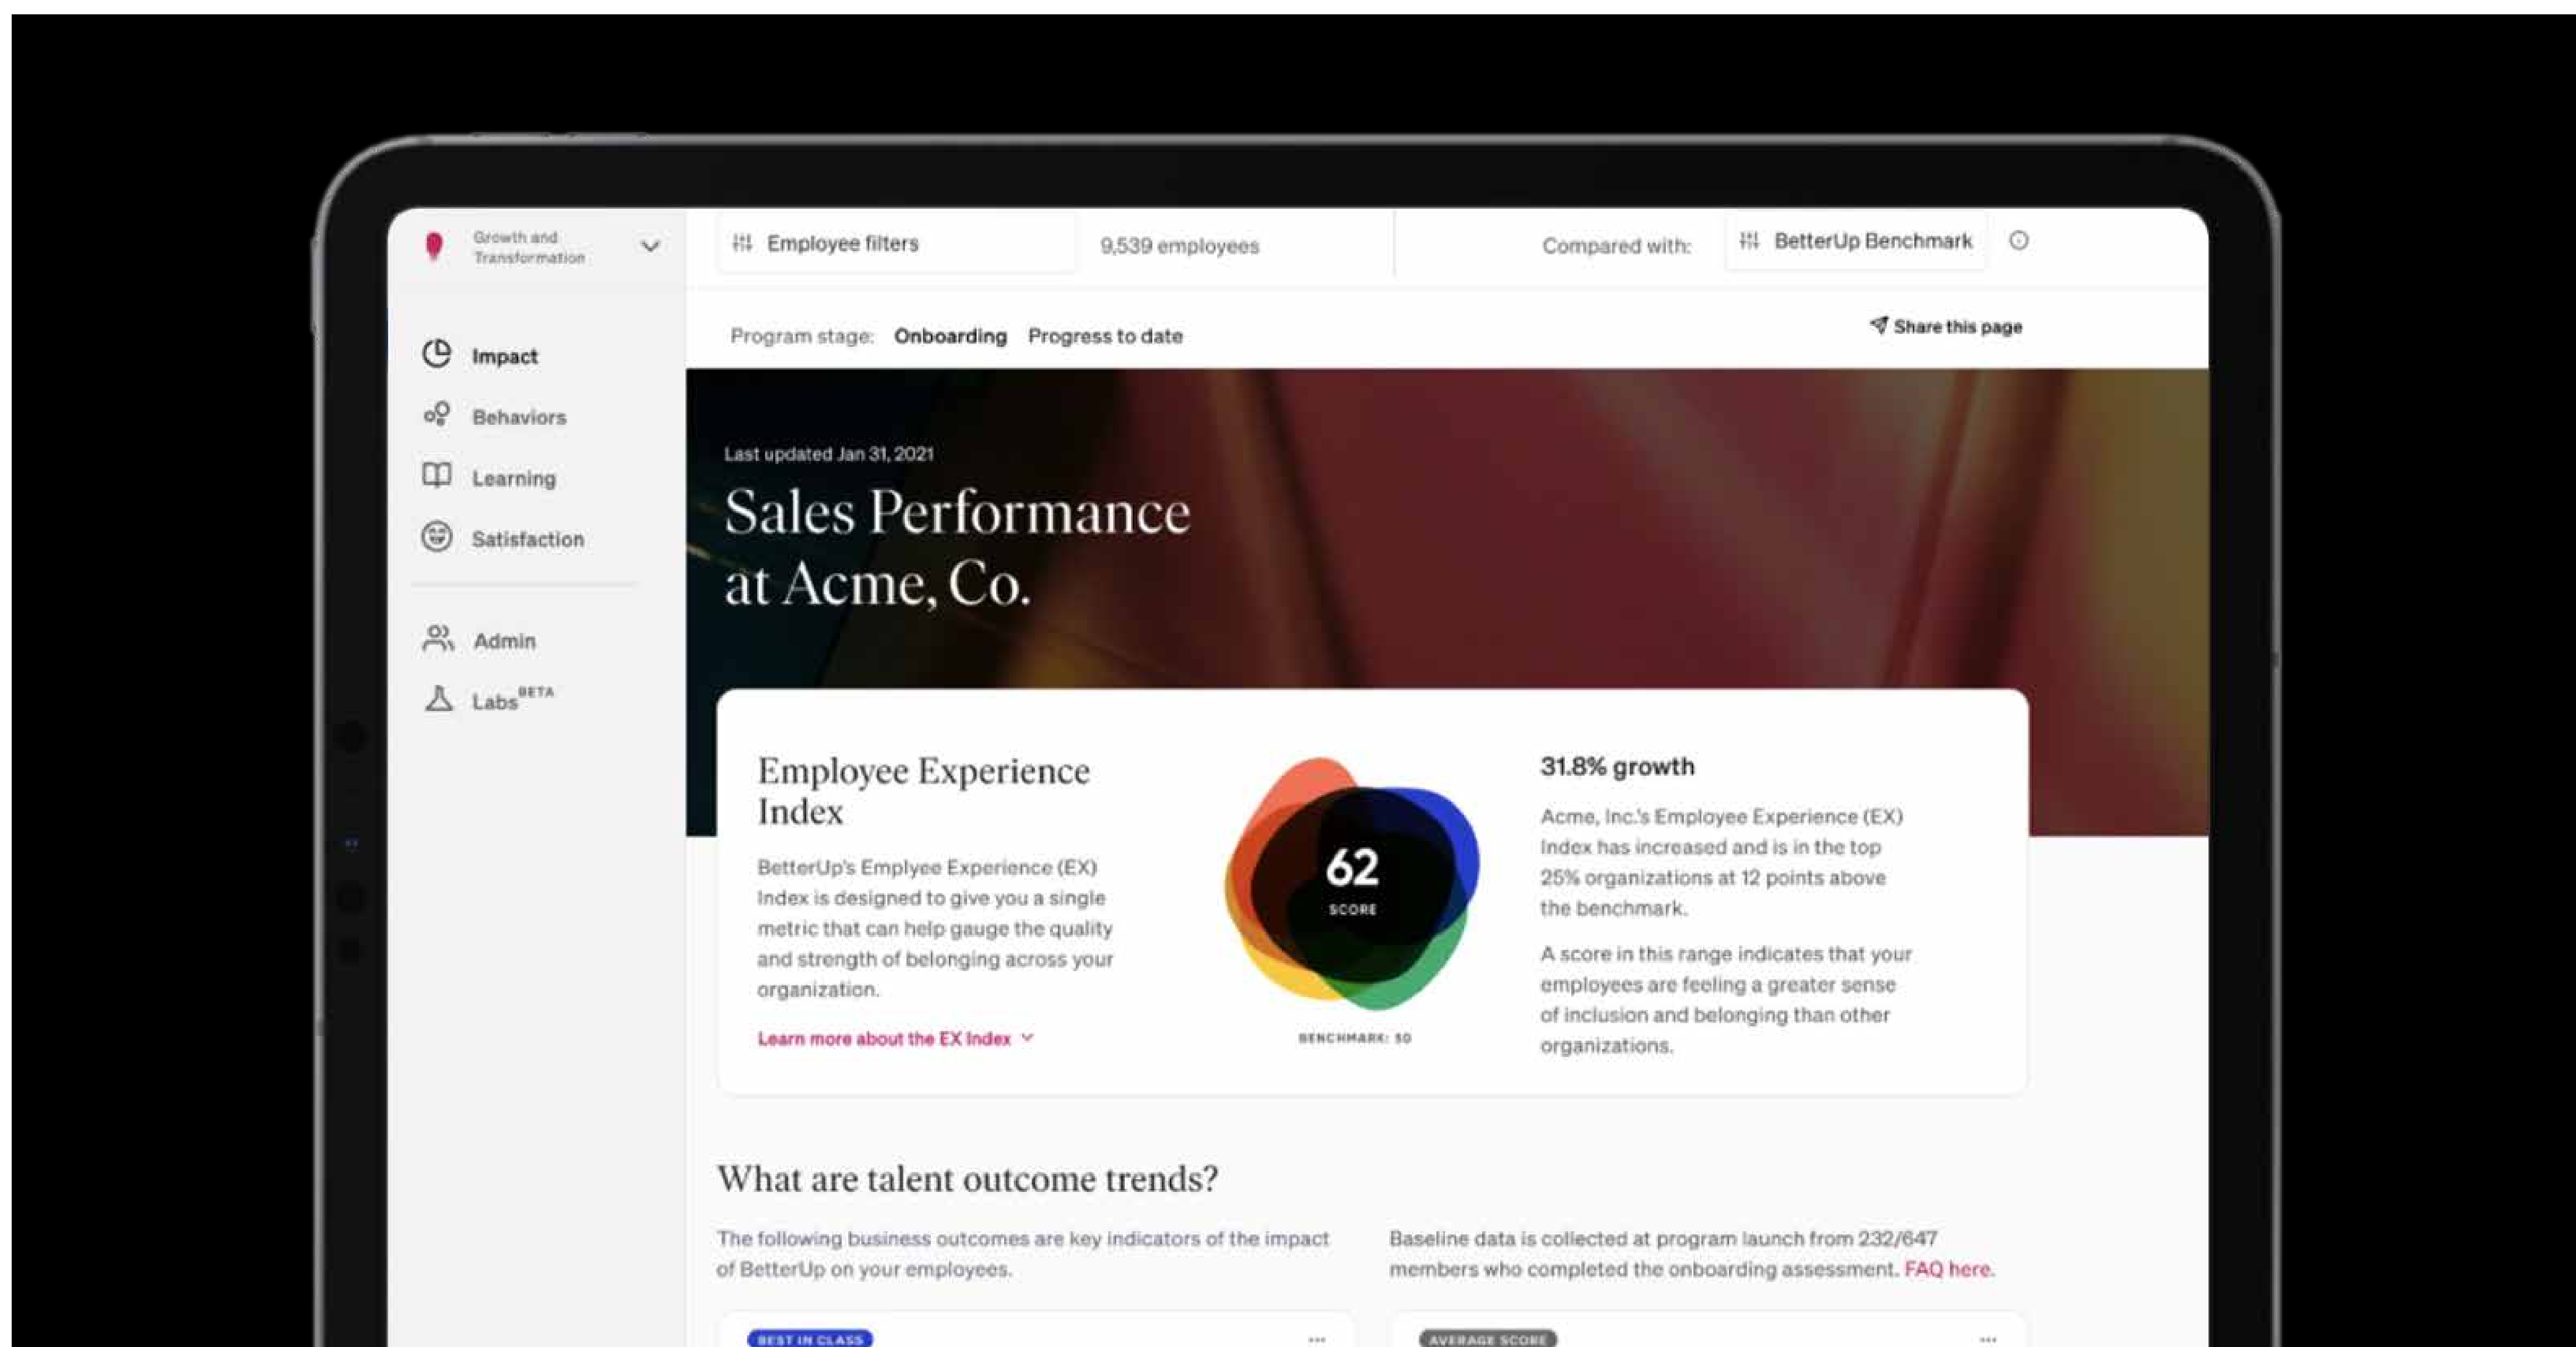 Growth and
Transformation
Employee filters
9,539 employees
Compared with:
BetterUp Benchmark
Program stage: Onboarding Progress to date
Share this page
Impact
Behaviors
Learning
Satisfaction
Admin
Labs BETA
Last updated Jan 31, 2021
Sales Performance
at Acme, Co.
Employee Experience
Index
BetterUp's Emplyee Experience (EX)
Index is designed to give you a single
metric that can help gauge the quality
and strength of belonging across your
organization.
Learn more about the EX Index
62
SCORE
BENCHMARK: 50
31.8% growth
Acme, Inc.'s Employee Experience (EX)
Index has increased and is in the top
25% organizations at 12 points above
the benchmark.
A score in this range indicates that your
employees are feeling a greater sense
of inclusion and belonging than other
organizations.
What are talent outcome trends?
The following business outcomes are key indicators of the impact
of BetterUp on your employees.
Baseline data is collected at program launch from 232/647
members who completed the onboarding assessment. FAQ here.
BEST IN CLASS
AVERAGE SCORE